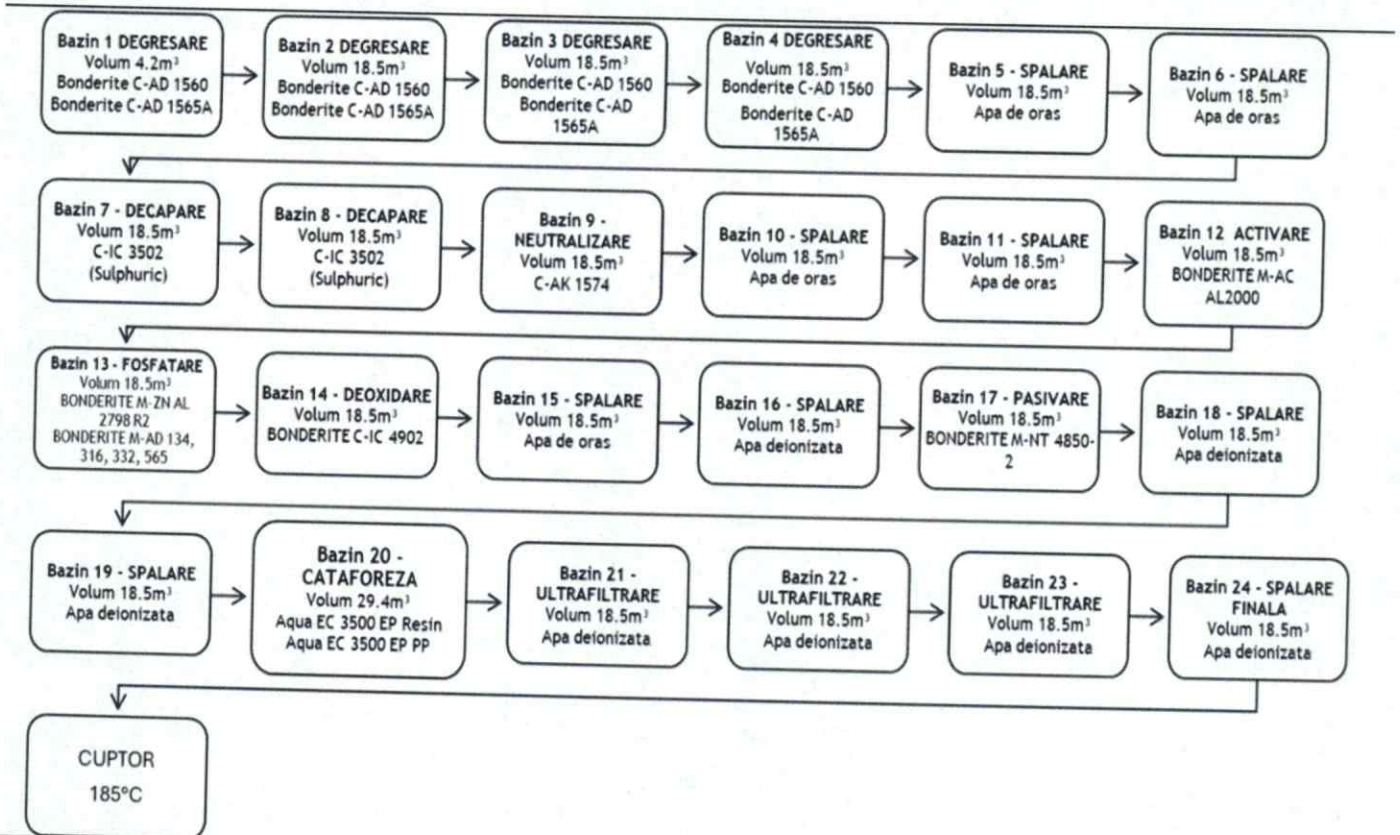 Bazin 1 DEGRESARE
Volum 4.2m³
Bonderite C-AD 1560
Bonderite C-AD 1565A
Bazin 2 DEGRESARE
Volum 18.5m³
Bonderite C-AD 1560
Bonderite C-AD 1565A
Bazin 3 DEGRESARE
Volum 18.5m³
Bonderite C-AD 1560
Bonderite C-AD
1565A
Bazin 4 DEGRESARE
Volum 18.5m³
Bonderite C-AD 1560
Bonderite C-AD
1565A
Bazin 5 - SPALARE
Volum 18.5m³
Apa de oras
Bazin 6 - SPALARE
Volum 18.5m³
Apa de oras
Bazin 7 - DECAPARE
Volum 18.5m³
C-IC 3502
(Sulphuric)
Bazin 8 - DECAPARE
Volum 18.5m³
C-IC 3502
(Sulphuric)
Bazin 9 -
NEUTRALIZARE
Volum 18.5m³
C-AK 1574
Bazin 10 - SPALARE
Volum 18.5m³
Apa de oras
Bazin 11 - SPALARE
Volum 18.5m³
Apa de oras
Bazin 12 ACTIVARE
Volum 18.5m³
BONDERITE M-AC
AL2000
Bazin 13 - FOSFATARE
Volum 18.5m³
BONDERITE M-ZN AL
2798 R2
BONDERITE M-AD 134,
316, 332, 565
Bazin 14 - DEOXIDARE
Volum 18.5m³
BONDERITE C-IC 4902
Bazin 15 - SPALARE
Volum 18.5m³
Apa de oras
Bazin 16 - SPALARE
Volum 18.5m³
Apa deionizata
Bazin 17 - PASIVARE
Volum 18.5m³
BONDERITE M-NT 4850-
2
Bazin 18 - SPALARE
Volum 18.5m³
Apa deionizata
Bazin 19 - SPALARE
Volum 18.5m³
Apa deionizata
Bazin 20 -
CATAFOREZA
Volum 29.4m³
Aqua EC 3500 EP Resin
Aqua EC 3500 EP PP
Bazin 21 -
ULTRAFILTRARE
Volum 18.5m³
Apa deionizata
Bazin 22 -
ULTRAFILTRARE
Volum 18.5m³
Apa deionizata
Bazin 23 -
ULTRAFILTRARE
Volum 18.5m³
Apa deionizata
Bazin 24 - SPALARE
FINALA
Volum 18.5m³
Apa deionizata
CUPTOR
185°C